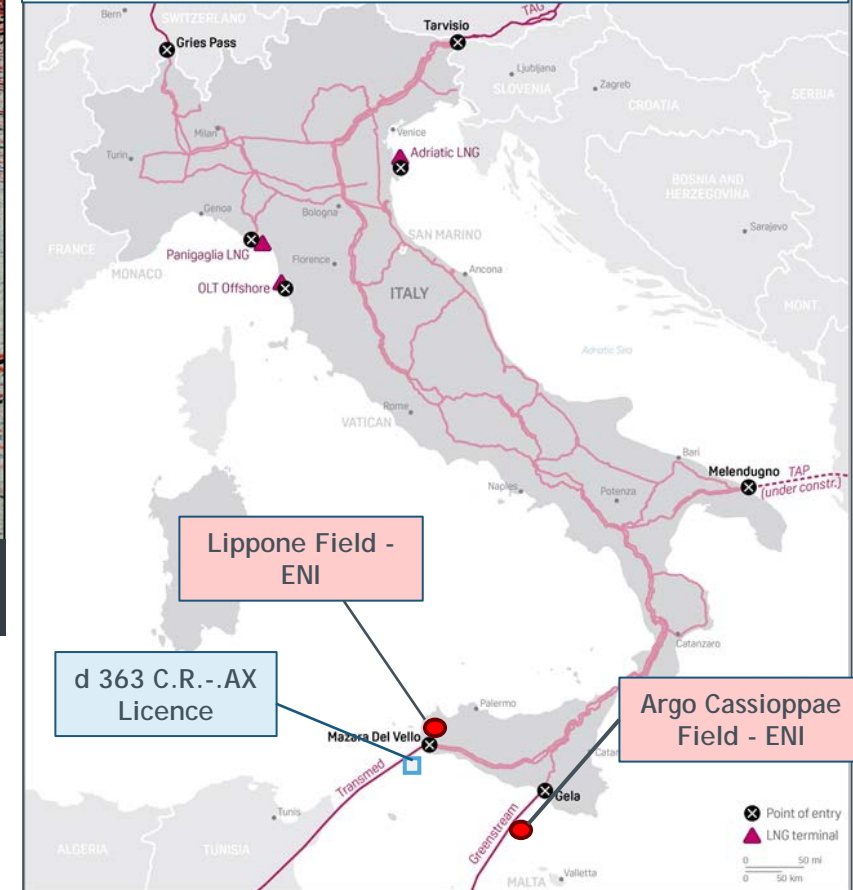 Bern
SWITZERLAND
Gries Pass
Tarvisio
TAG
Ljubljana
SLOVENIA
Zagreb
CROATIA
SERBIA
Milan
Turin
Venice
Adriatic LNG
BOSNIA AND
HERZEGOVINA
Sarajevo
Genoa
Bologna
SAN MARINO
FRANCE
MONACO
Panigaglia LNG
Florence
OLT Offshore
Ancona
ITALY
MONT.
Adriatic Sea
Rome
VATICAN
Bari
Melendugno
TAP
(under constr.)
Naples
Potenza
Lippone Field -
ENI
Catanzaro
d 363 C.R.-.AX
Licence
Palermo
Mazara Del Vello
Argo Cassioppae
Field - ENI
Catan
Transmed
Tunis
Gela
Greenstream
ALGERIA
TUNISIA
Valletta
MALTA
Point of entry
LNG terminal
0 50 mi
0 50 km